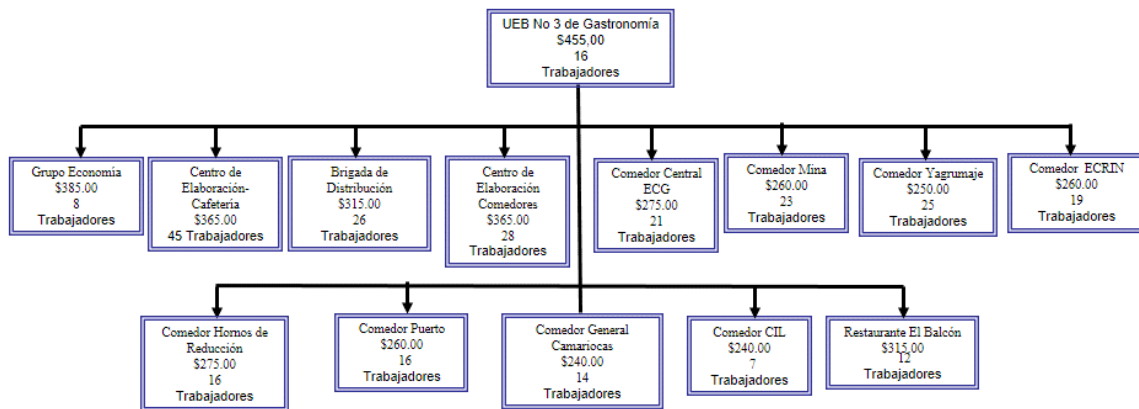 UEB No 3 de Gastronomía
$455,00
16
Trabajadores
Grupo Economía
$385.00
8
Trabajadores
Centro de
Elaboración-
Cafetería
$365.00
45 Trabajadores
Brigada de
Distribución
$315.00
26
Trabajadores
Centro de
Elaboración
Comedores
$365.00
28
Trabajadores
Comedor Central
ECG
$275.00
21
Trabajadores
Comedor Mina
$260.00
23
Trabajadores
Comedor Yagrumaje
$250.00
25
Trabajadores
Comedor ECRIN
$260.00
19
Trabajadores
Comedor Hornos de
Reducción
$275.00
16
Trabajadores
Comedor Puerto
$260.00
16
Trabajadores
Comedor General
Camariocas
$240.00
14
Trabajadores
Comedor CIL
$240.00
7
Trabajadores
Restaurante El Balcón
$315.00
12
Trabajadores